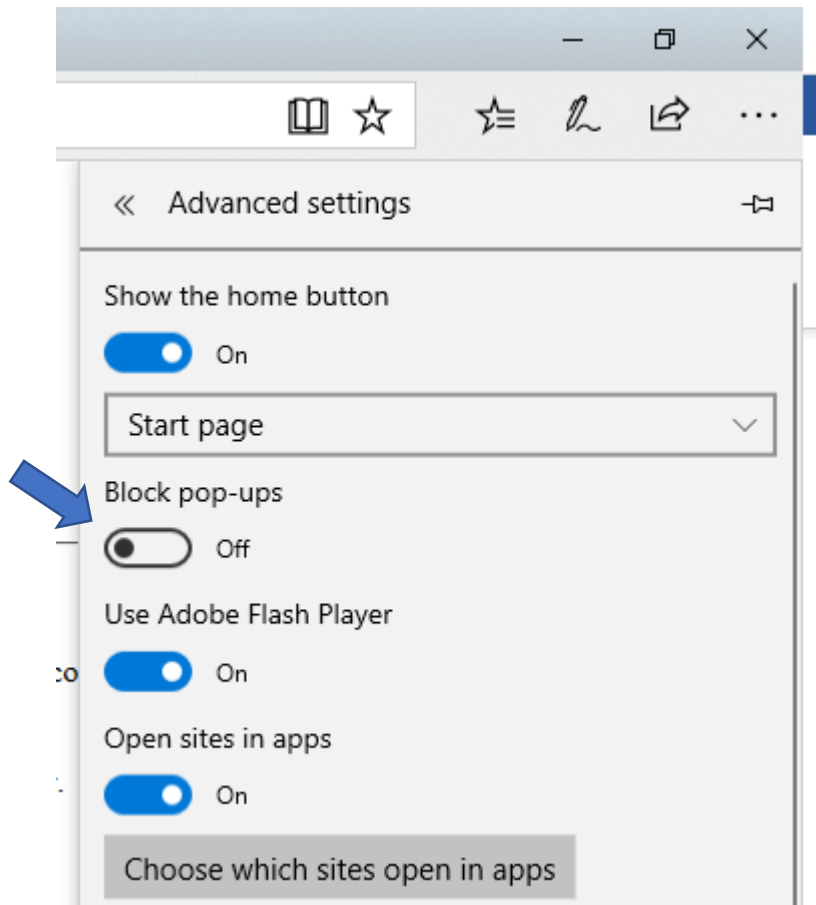 Advanced settings
Show the home button
On
Start page
Block pop-ups
Off
Use Adobe Flash Player
On
co
Open sites in apps
On
Choose which sites open in apps